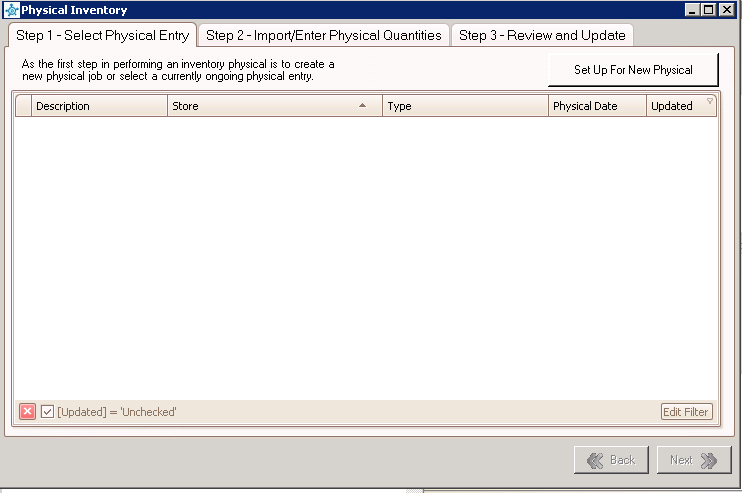 Physical Inventory
Step 1 - Select Physical Entry
Step 2 - Import/Enter Physical Quantities
Step 3 - Review and Update
As the first step in performing an inventory physical is to create a
new physical job or select a currently ongoing physical entry.
Set Up For New Physical
Description
Store
Type
Physical Date
Updated
[Updated] = 'Unchecked'
Edit Filter
Back
Next